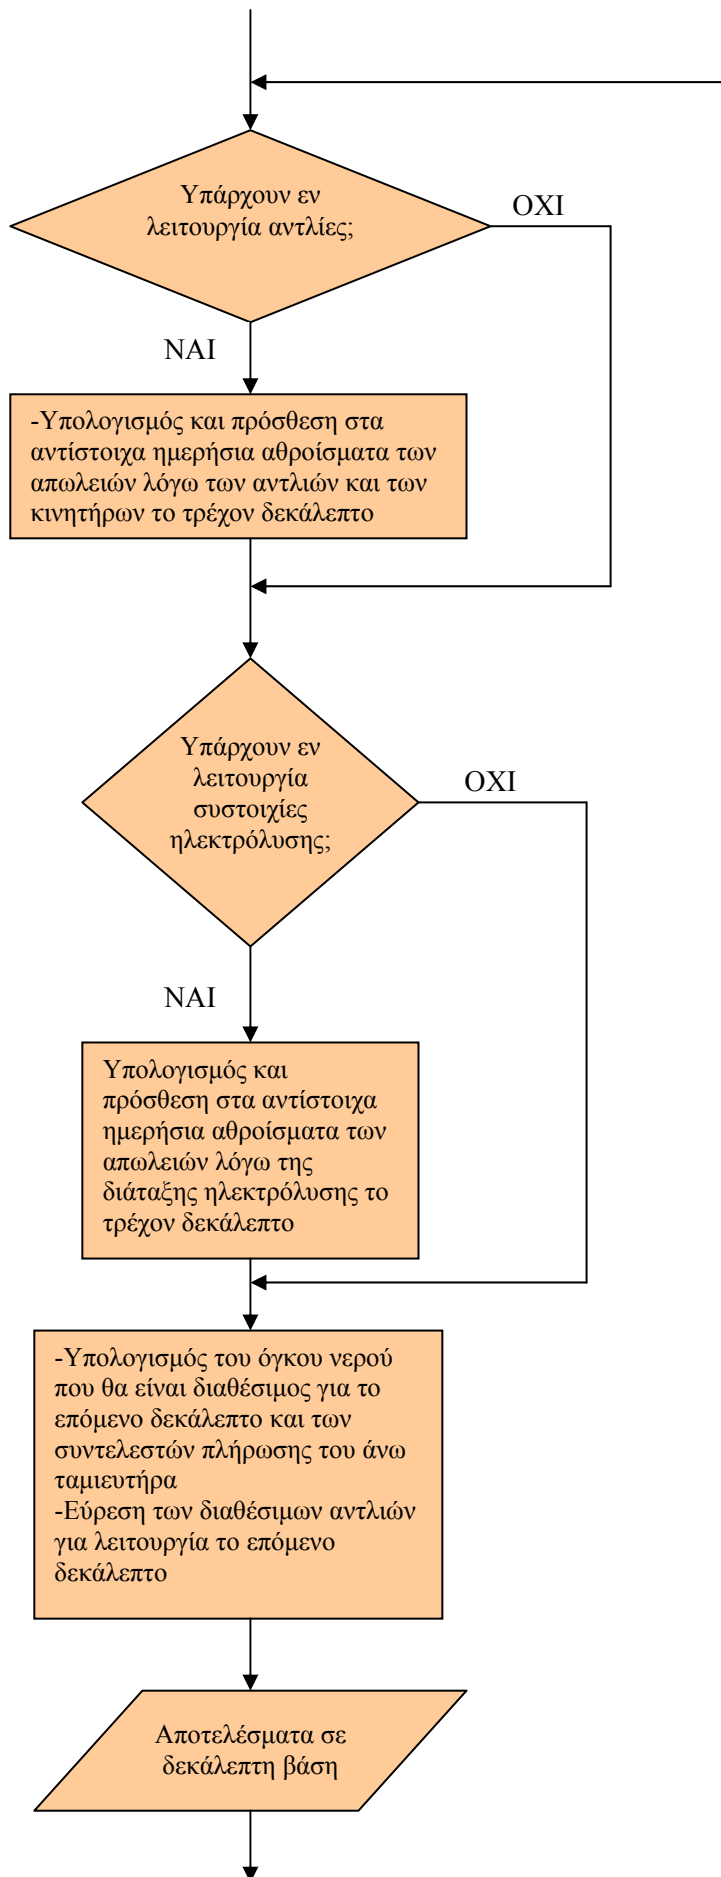 Υπάρχουν εν
λειτουργία αντλίες;
ΟΧΙ
ΝΑΙ
-Υπολογισμός και πρόσθεση στα
αντίστοιχα ημερήσια αθροίσματα των
απωλειών λόγω των αντλιών και των
κινητήρων το τρέχον δεκάλεπτο
Υπάρχουν εν
λειτουργία
συστοιχίες
ηλεκτρόλυσης;
ΟΧΙ
ΝΑΙ
Υπολογισμός και
πρόσθεση στα αντίστοιχα
ημερήσια αθροίσματα των
απωλειών λόγω της
διάταξης ηλεκτρόλυσης το
τρέχον δεκάλεπτο
-Υπολογισμός του όγκου νερού
που θα είναι διαθέσιμος για το
επόμενο δεκάλεπτο και των
συντελεστών πλήρωσης του άνω
ταμιευτήρα
-Εύρεση των διαθέσιμων αντλιών
για λειτουργία το επόμενο
δεκάλεπτο
Αποτελέσματα σε
δεκάλεπτη βάση